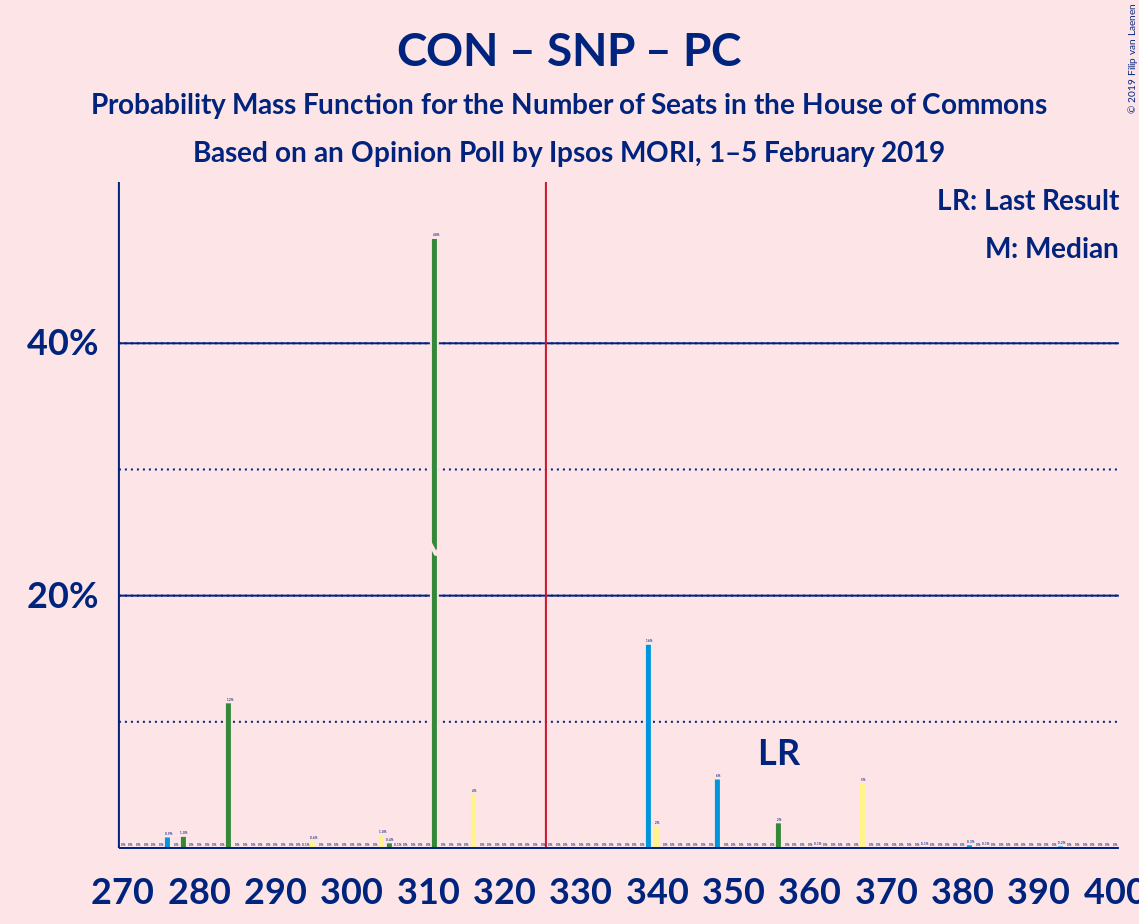 CON – SNP – PC
Probability Mass Function for the Number of Seats in the House of Commons
Based on an Opinion Poll by Ipsos MORI, 1–5 February 2019
© 2019 Filip van Laenen
LR: Last Result
M: Median
40%
20%
LR
270 280 290 300 310 320 330 340 350 360 370 380 390 400